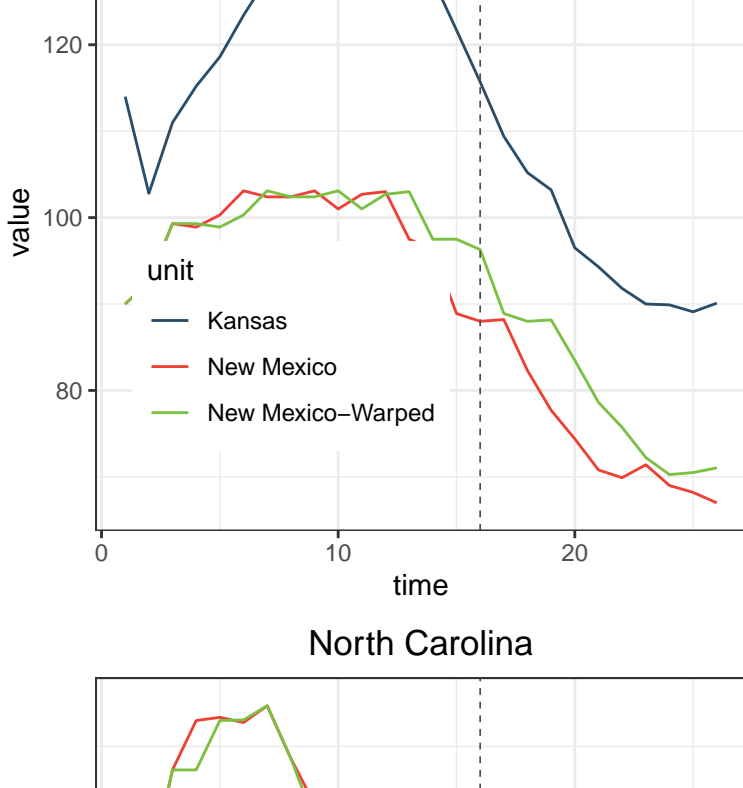 120
100
80
value
unit
Kansas
New Mexico
New Mexico−Warped
0 10 20
time
North Carolina